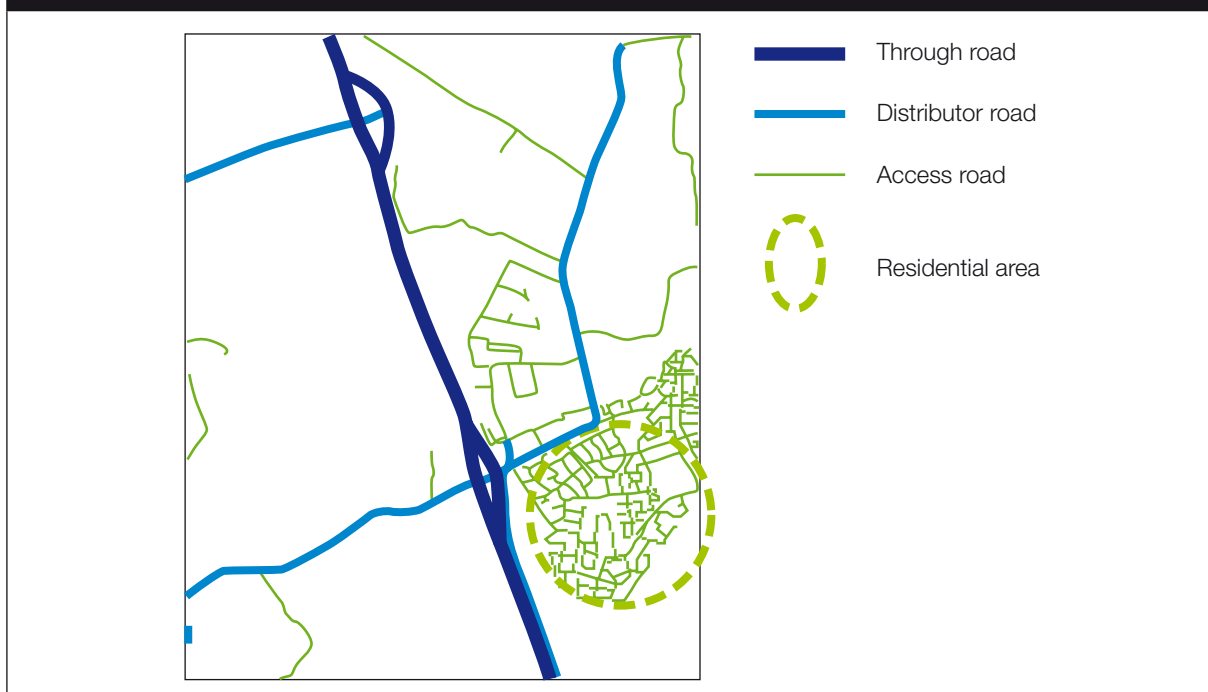 Through road
Distributor road
Access road
Residential area